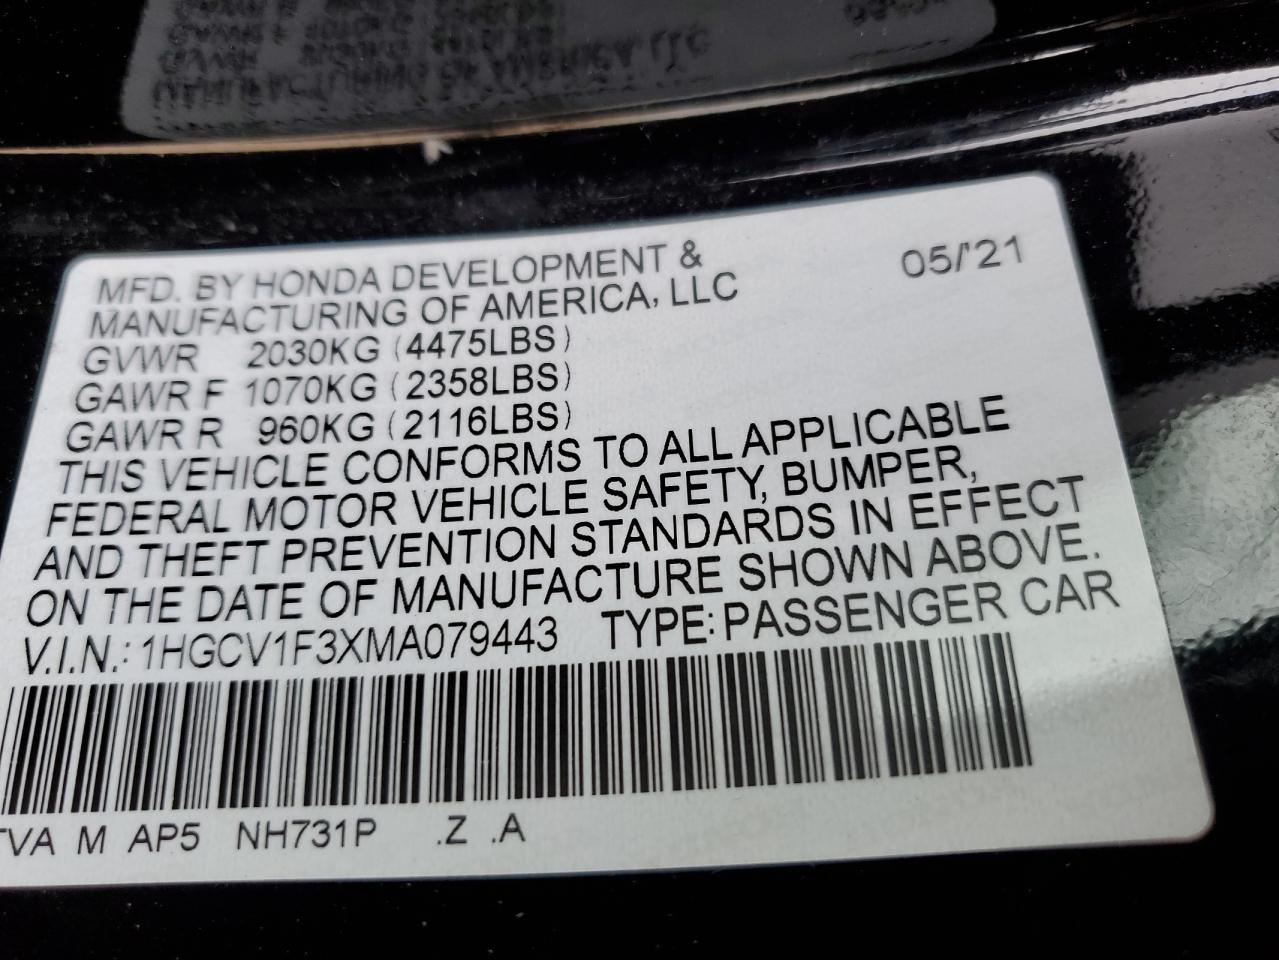 MFD. BY HONDA DEVELOPMENT & 05/'21
MANUFACTURING OF AMERICA, LLC
GVWR 2030KG (4475LBS)
GAWR F 1070KG (2358LBS)
GAWR R 960KG (2116LBS)
THIS VEHICLE CONFORMS TO ALL APPLICABLE
FEDERAL MOTOR VEHICLE SAFETY, BUMPER,
AND THEFT PREVENTION STANDARDS IN EFFECT
ON THE DATE OF MANUFACTURE SHOWN ABOVE.
V.I.N.: 1HGCV1F3XMA079443 TYPE: PASSENGER CAR
TVA M AP5 NH731P .Z .A